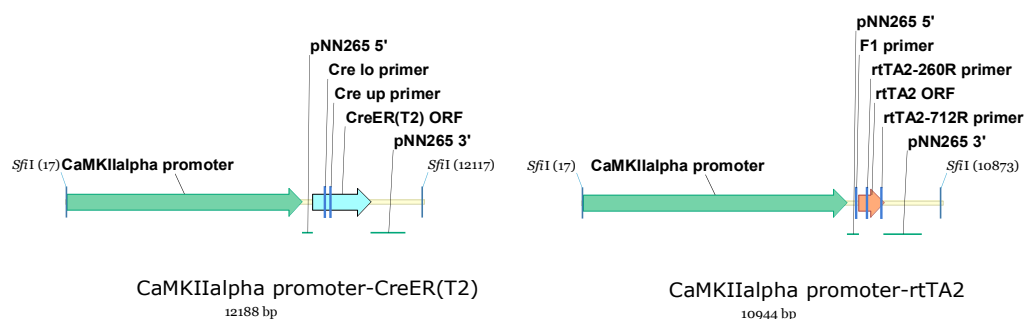 pNN265 5'
Cre lo primer
Cre up primer
CreER(T2) ORF
pNN265 3'
SfiI (17)
CaMKIIalpha promoter
SfiI (12117)
CaMKIIalpha promoter-CreER(T2)
12188 bp
pNN265 5'
F1 primer
rtTA2-260R primer
rtTA2 ORF
rtTA2-712R primer
pNN265 3'
SfiI (17)
CaMKIIalpha promoter
SfiI (10873)
CaMKIIalpha promoter-rtTA2
10944 bp